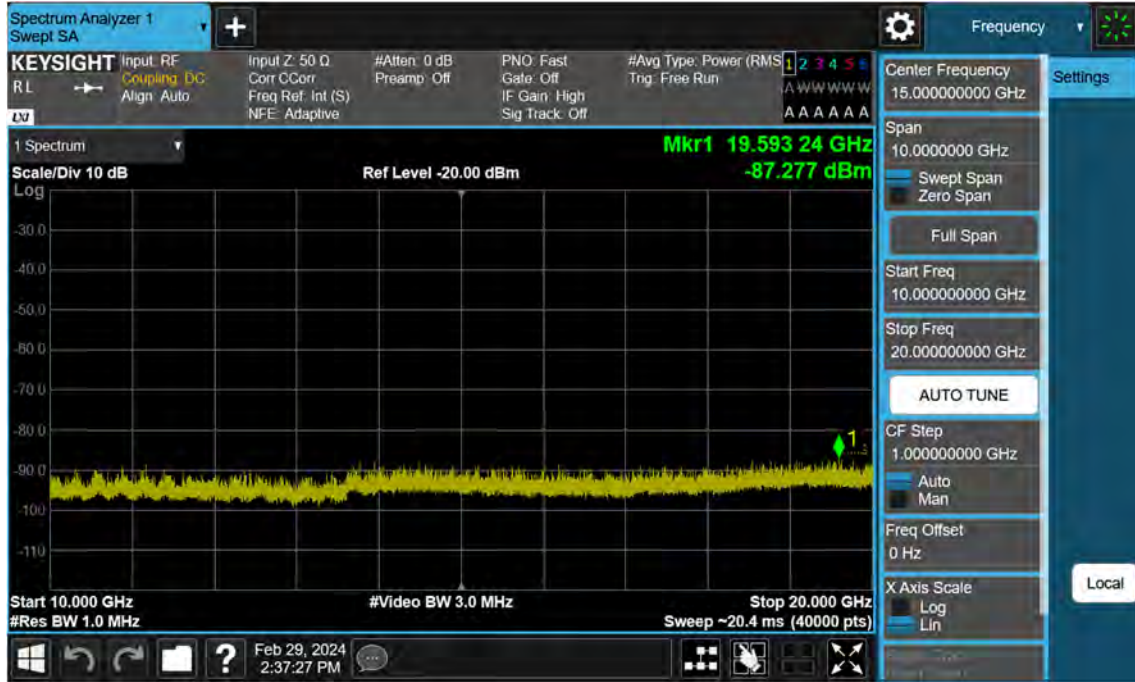 Spectrum Analyzer 1
Swept SA
Frequency
KEYSIGHT
RL
LXI
Input: RF
Coupling: DC
Align: Auto
Input Z: 50 Ω
Corr CCorr
Freq Ref: Int (S)
NFE: Adaptive
#Atten: 0 dB
Preamp: Off
PNO: Fast
Gate: Off
IF Gain: High
Sig Track: Off
#Avg Type: Power (RMS
Trig: Free Run
1 2 3 4 5 6
A W W W W W
A A A A A A
1 Spectrum
Scale/Div 10 dB
Ref Level -20.00 dBm
Mkr1 19.593 24 GHz
-87.277 dBm
Log
-30.0
-40.0
-50.0
-60.0
-70.0
-80.0
-90.0
-100
-110
1
Start 10.000 GHz
#Res BW 1.0 MHz
#Video BW 3.0 MHz
Stop 20.000 GHz
Sweep ~20.4 ms (40000 pts)
Center Frequency
15.000000000 GHz
Span
10.0000000 GHz
Swept Span
Zero Span
Full Span
Start Freq
10.000000000 GHz
Stop Freq
20.000000000 GHz
AUTO TUNE
CF Step
1.000000000 GHz
Auto
Man
Freq Offset
0 Hz
X Axis Scale
Log
Lin
Settings
Local
?
Feb 29, 2024
2:37:27 PM